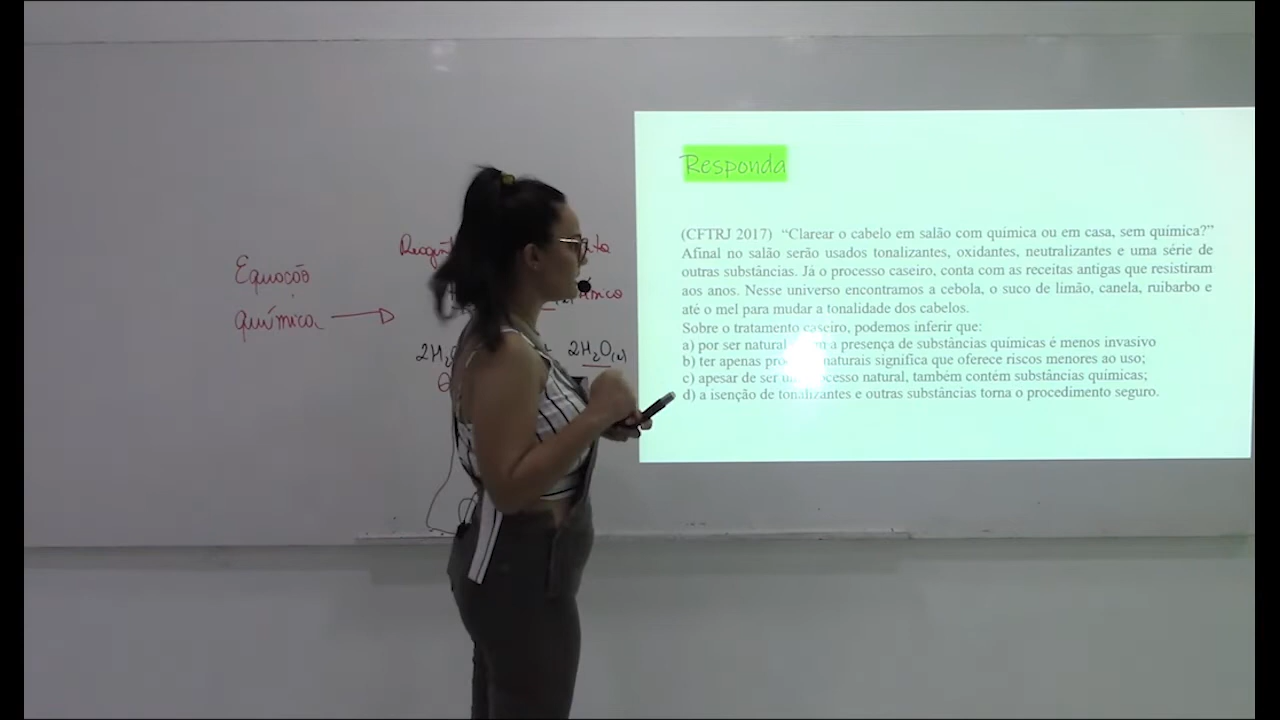 Responda
(CFTRJ 2017) “Clarear o cabelo em salão com química ou em casa, sem química?”
Afinal no salão serão usados tonalizantes, oxidantes, neutralizantes e uma série de
outras substâncias. Já o processo caseiro, conta com as receitas antigas que resistiram
aos anos. Nesse universo encontramos a cebola, o suco de limão, canela, ruibarbo e
até o mel para mudar a tonalidade dos cabelos.
Sobre o tratamento caseiro, podemos inferir que:
a) por ser natural a presença de substâncias químicas é menos invasivo
b) ter apenas naturais significa que oferece riscos menores ao uso;
c) apesar de ser processo natural, também contém substâncias químicas;
d) a isenção de tonalizantes e outras substâncias torna o procedimento seguro.
Equação
química
2H₂O